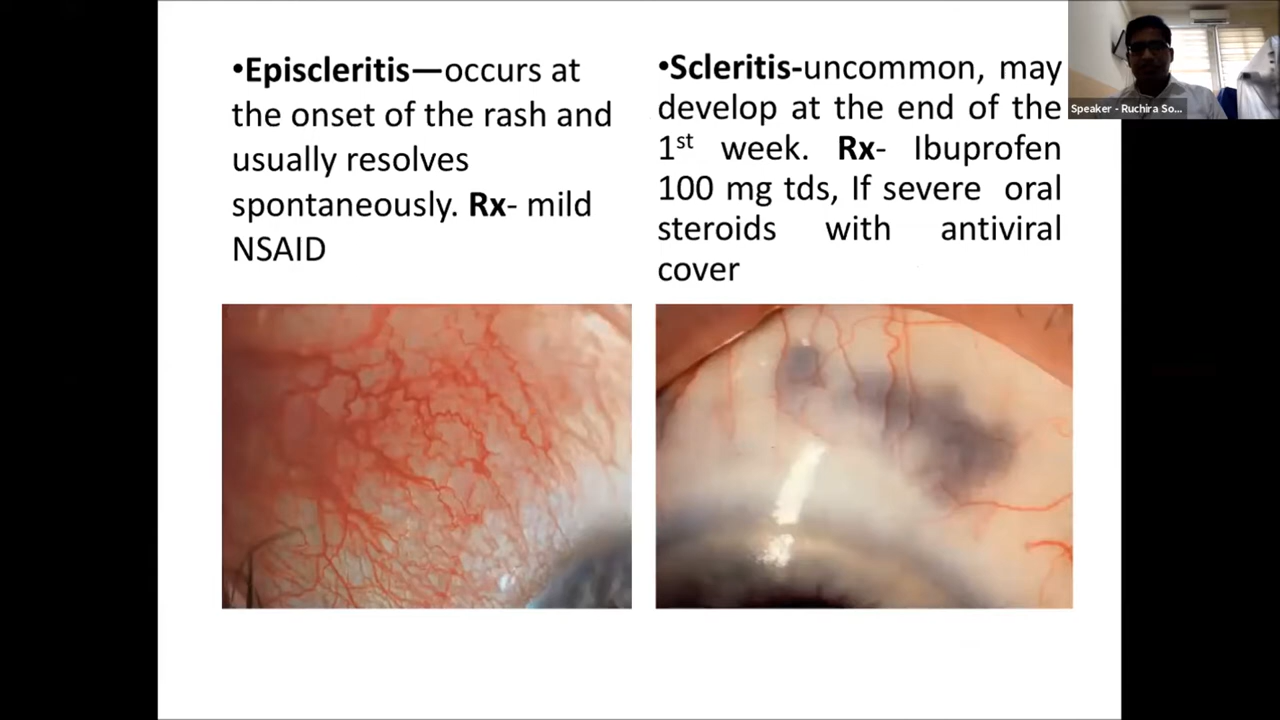 •Episcleritis—occurs at
the onset of the rash and
usually resolves
spontaneously. Rx- mild
NSAID
•Scleritis-uncommon, may
develop at the end of the
1st week. Rx- Ibuprofen
100 mg tds, If severe oral
steroids with antiviral
cover
Speaker - Ruchira So...